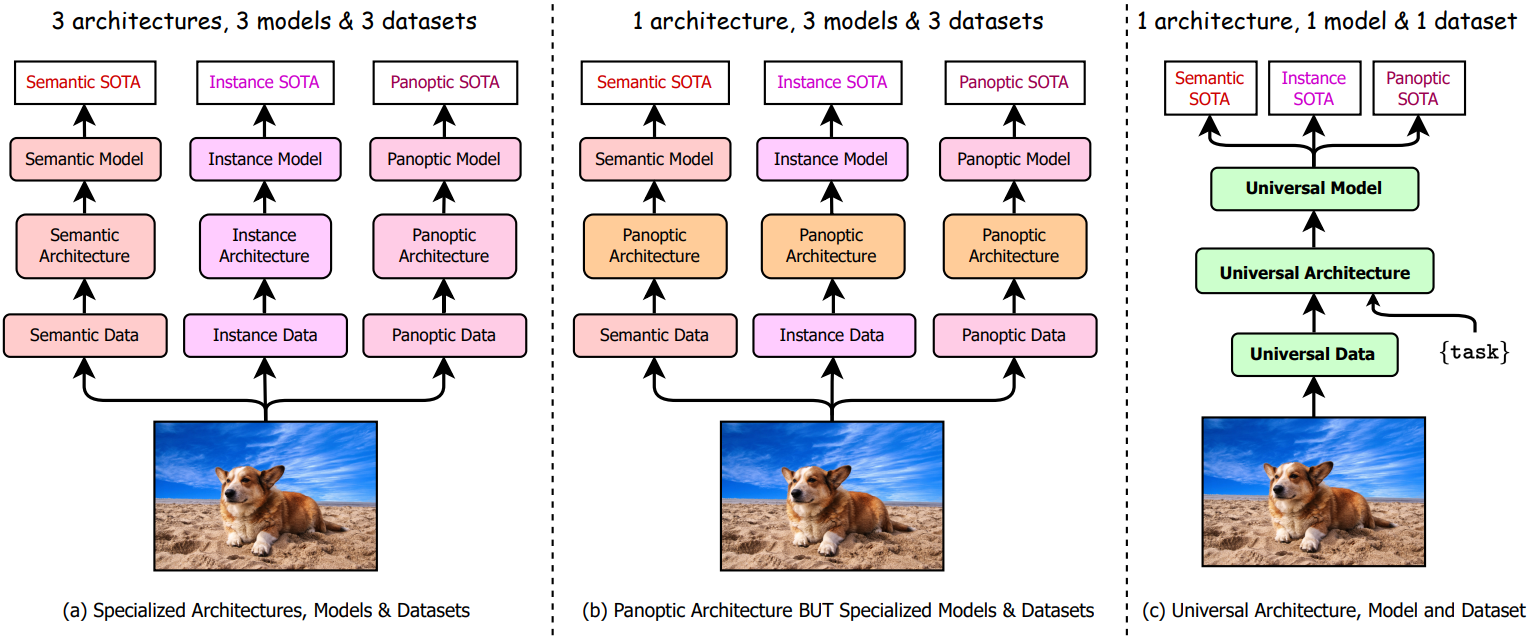 3 architectures, 3 models & 3 datasets
Semantic SOTA
Instance SOTA
Panoptic SOTA
Semantic Model
Instance Model
Panoptic Model
Semantic
Architecture
Instance
Architecture
Panoptic
Architecture
Semantic Data
Instance Data
Panoptic Data
(a) Specialized Architectures, Models & Datasets
1 architecture, 3 models & 3 datasets
Semantic SOTA
Instance SOTA
Panoptic SOTA
Semantic Model
Instance Model
Panoptic Model
Panoptic
Architecture
Panoptic
Architecture
Panoptic
Architecture
Semantic Data
Instance Data
Panoptic Data
(b) Panoptic Architecture BUT Specialized Models & Datasets
1 architecture, 1 model & 1 dataset
Semantic
SOTA
Instance
SOTA
Panoptic
SOTA
Universal Model
Universal Architecture
Universal Data
{task}
(c) Universal Architecture, Model and Dataset